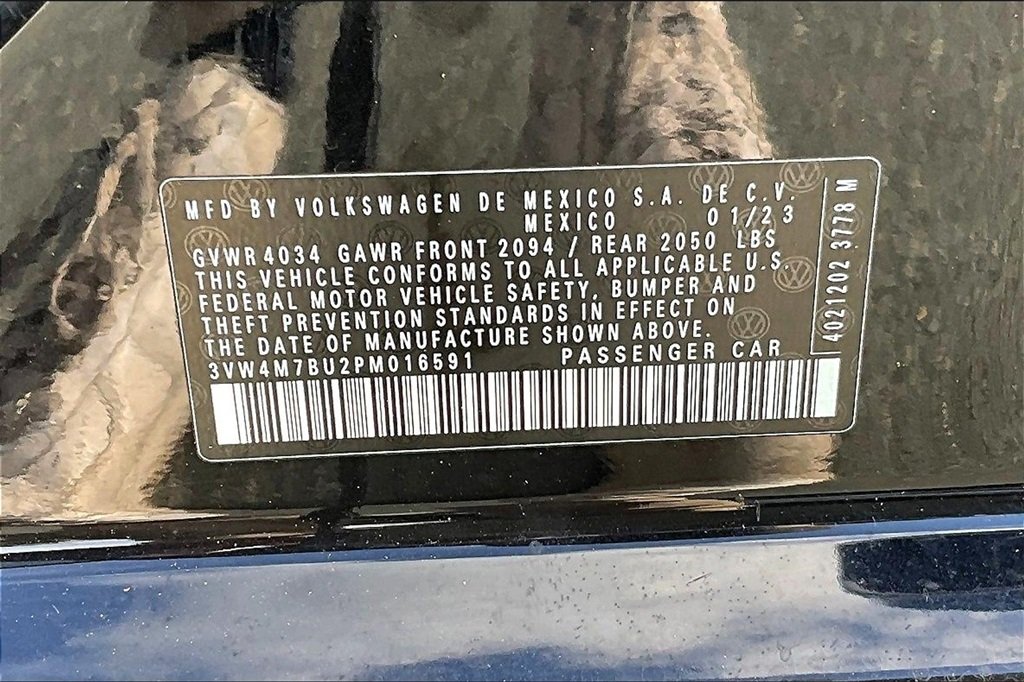 MFD BY VOLKSWAGEN DE MEXICO S.A. DE C.V.
MEXICO 01/23
GVWR 4034 GAWR FRONT 2094 / REAR 2050 LBS
THIS VEHICLE CONFORMS TO ALL APPLICABLE U.S.
FEDERAL MOTOR VEHICLE SAFETY, BUMPER AND
THEFT PREVENTION STANDARDS IN EFFECT ON
THE DATE OF MANUFACTURE SHOWN ABOVE.
3VW4M7BU2PM016591 PASSENGER CAR
4021202 3778 M